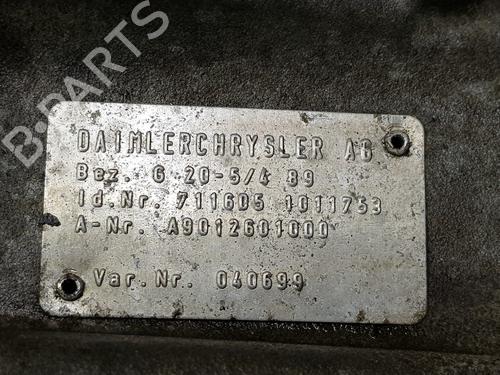 B-PARTS
DAIMLERCHRYSLER AG
Bez. G 20-5/4 89
Id.Nr. 711605 1011753
A-Nr. A9012601000
Var.Nr. 040699